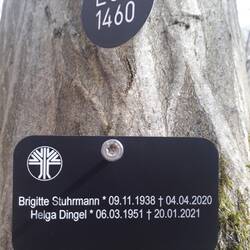 1460
Brigitte Stuhrmann * 09.11.1938 † 04.04.2020
Helga Dingel * 06.03.1951 † 20.01.2021